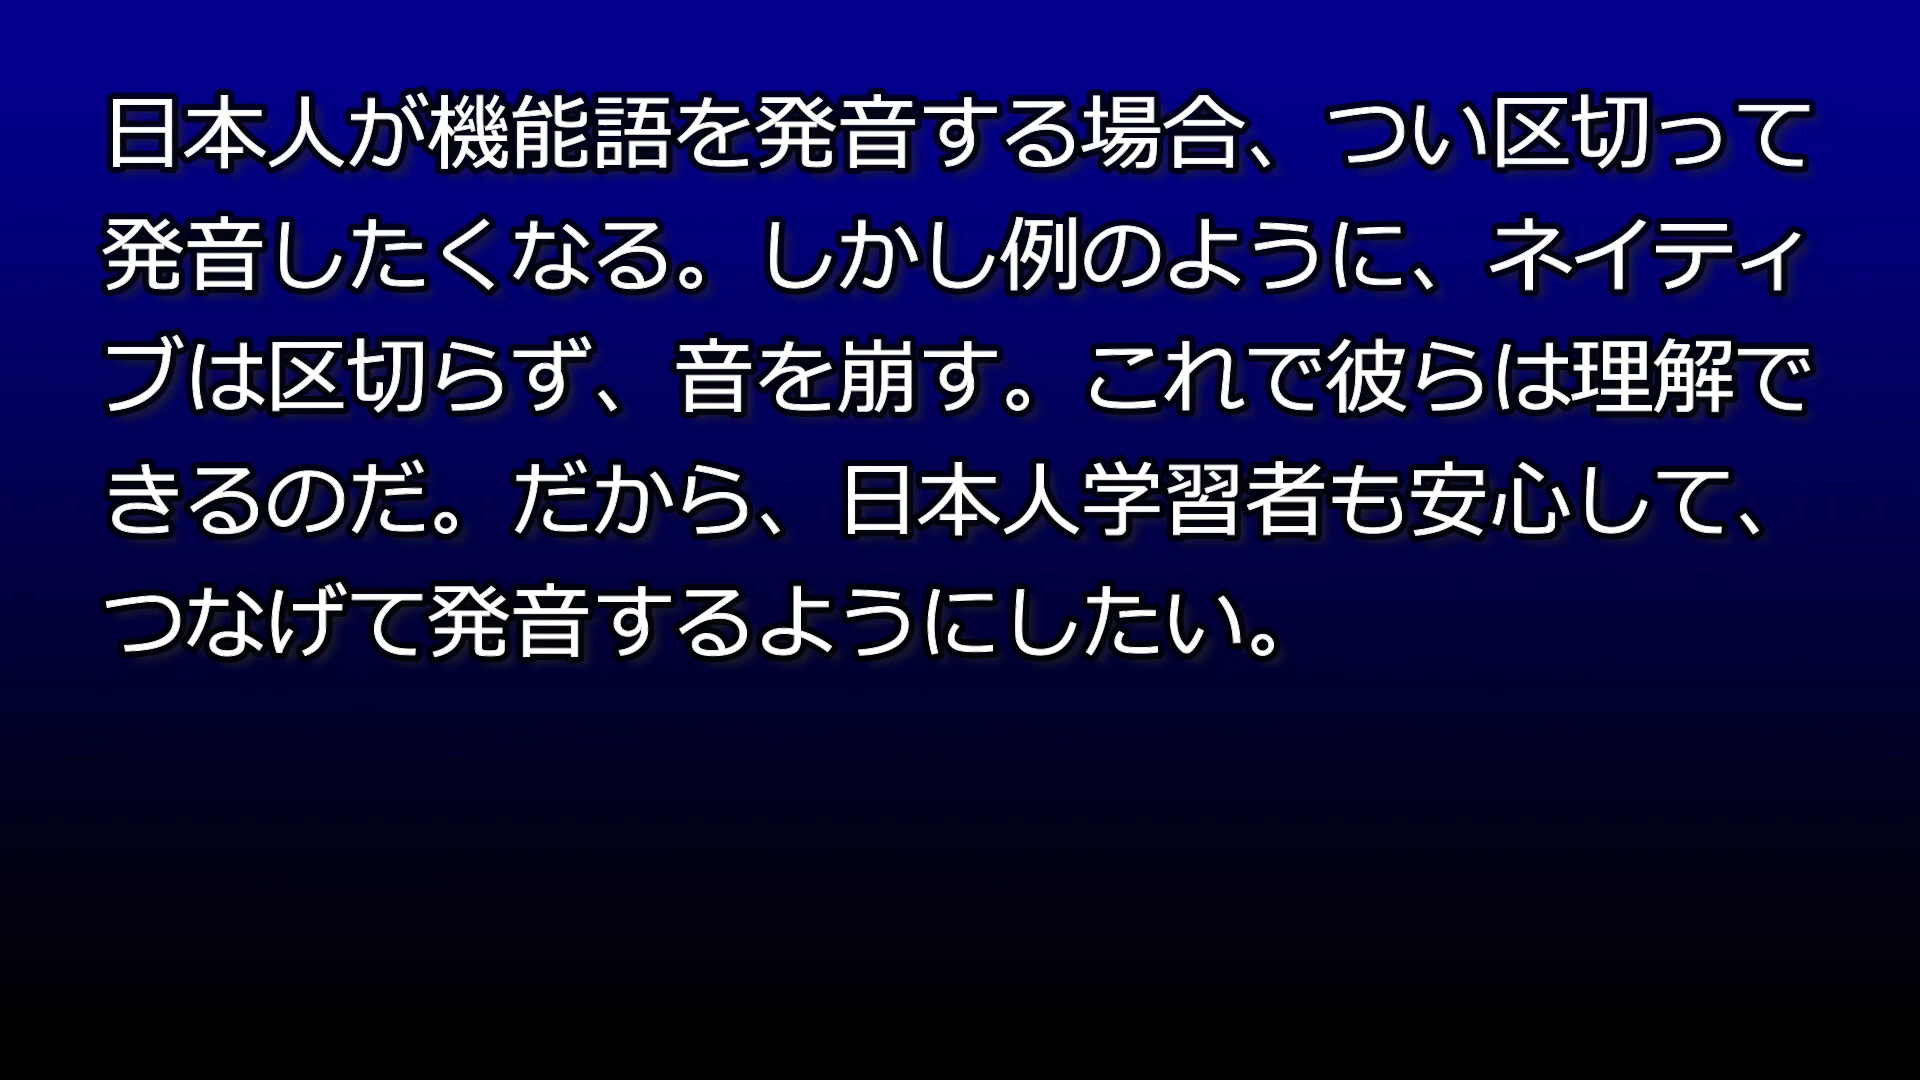 日本人が機能語を発音する場合、つい区切って
発音したくなる。しかし例のように、ネイティ
ブは区切らず、音を崩す。これで彼らは理解で
きるのだ。だから、日本人学習者も安心して、
つなげて発音するようにしたい。